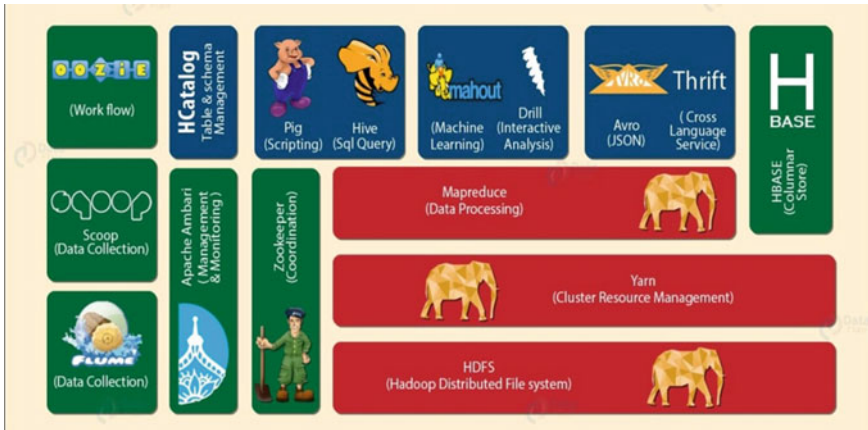 OOZiE
(Work flow)
HCatalog
Table & schema
Management
Pig
(Scripting)
Hive
(Sql Query)
mahout
(Machine
Learning)
Drill
(Interactive
Analysis)
AVRO
Avro
(JSON)
Thrift
( Cross
Language
Service)
H
BASE
HBASE
(Columnar
Store)
sqoop
Scoop
(Data Collection)
Apache Ambari
( Management
& Monitoring )
Zookeeper
(Coordination)
Mapreduce
(Data Processing)
Yarn
(Cluster Resource Management)
FLUME
(Data Collection)
HDFS
(Hadoop Distributed File system)